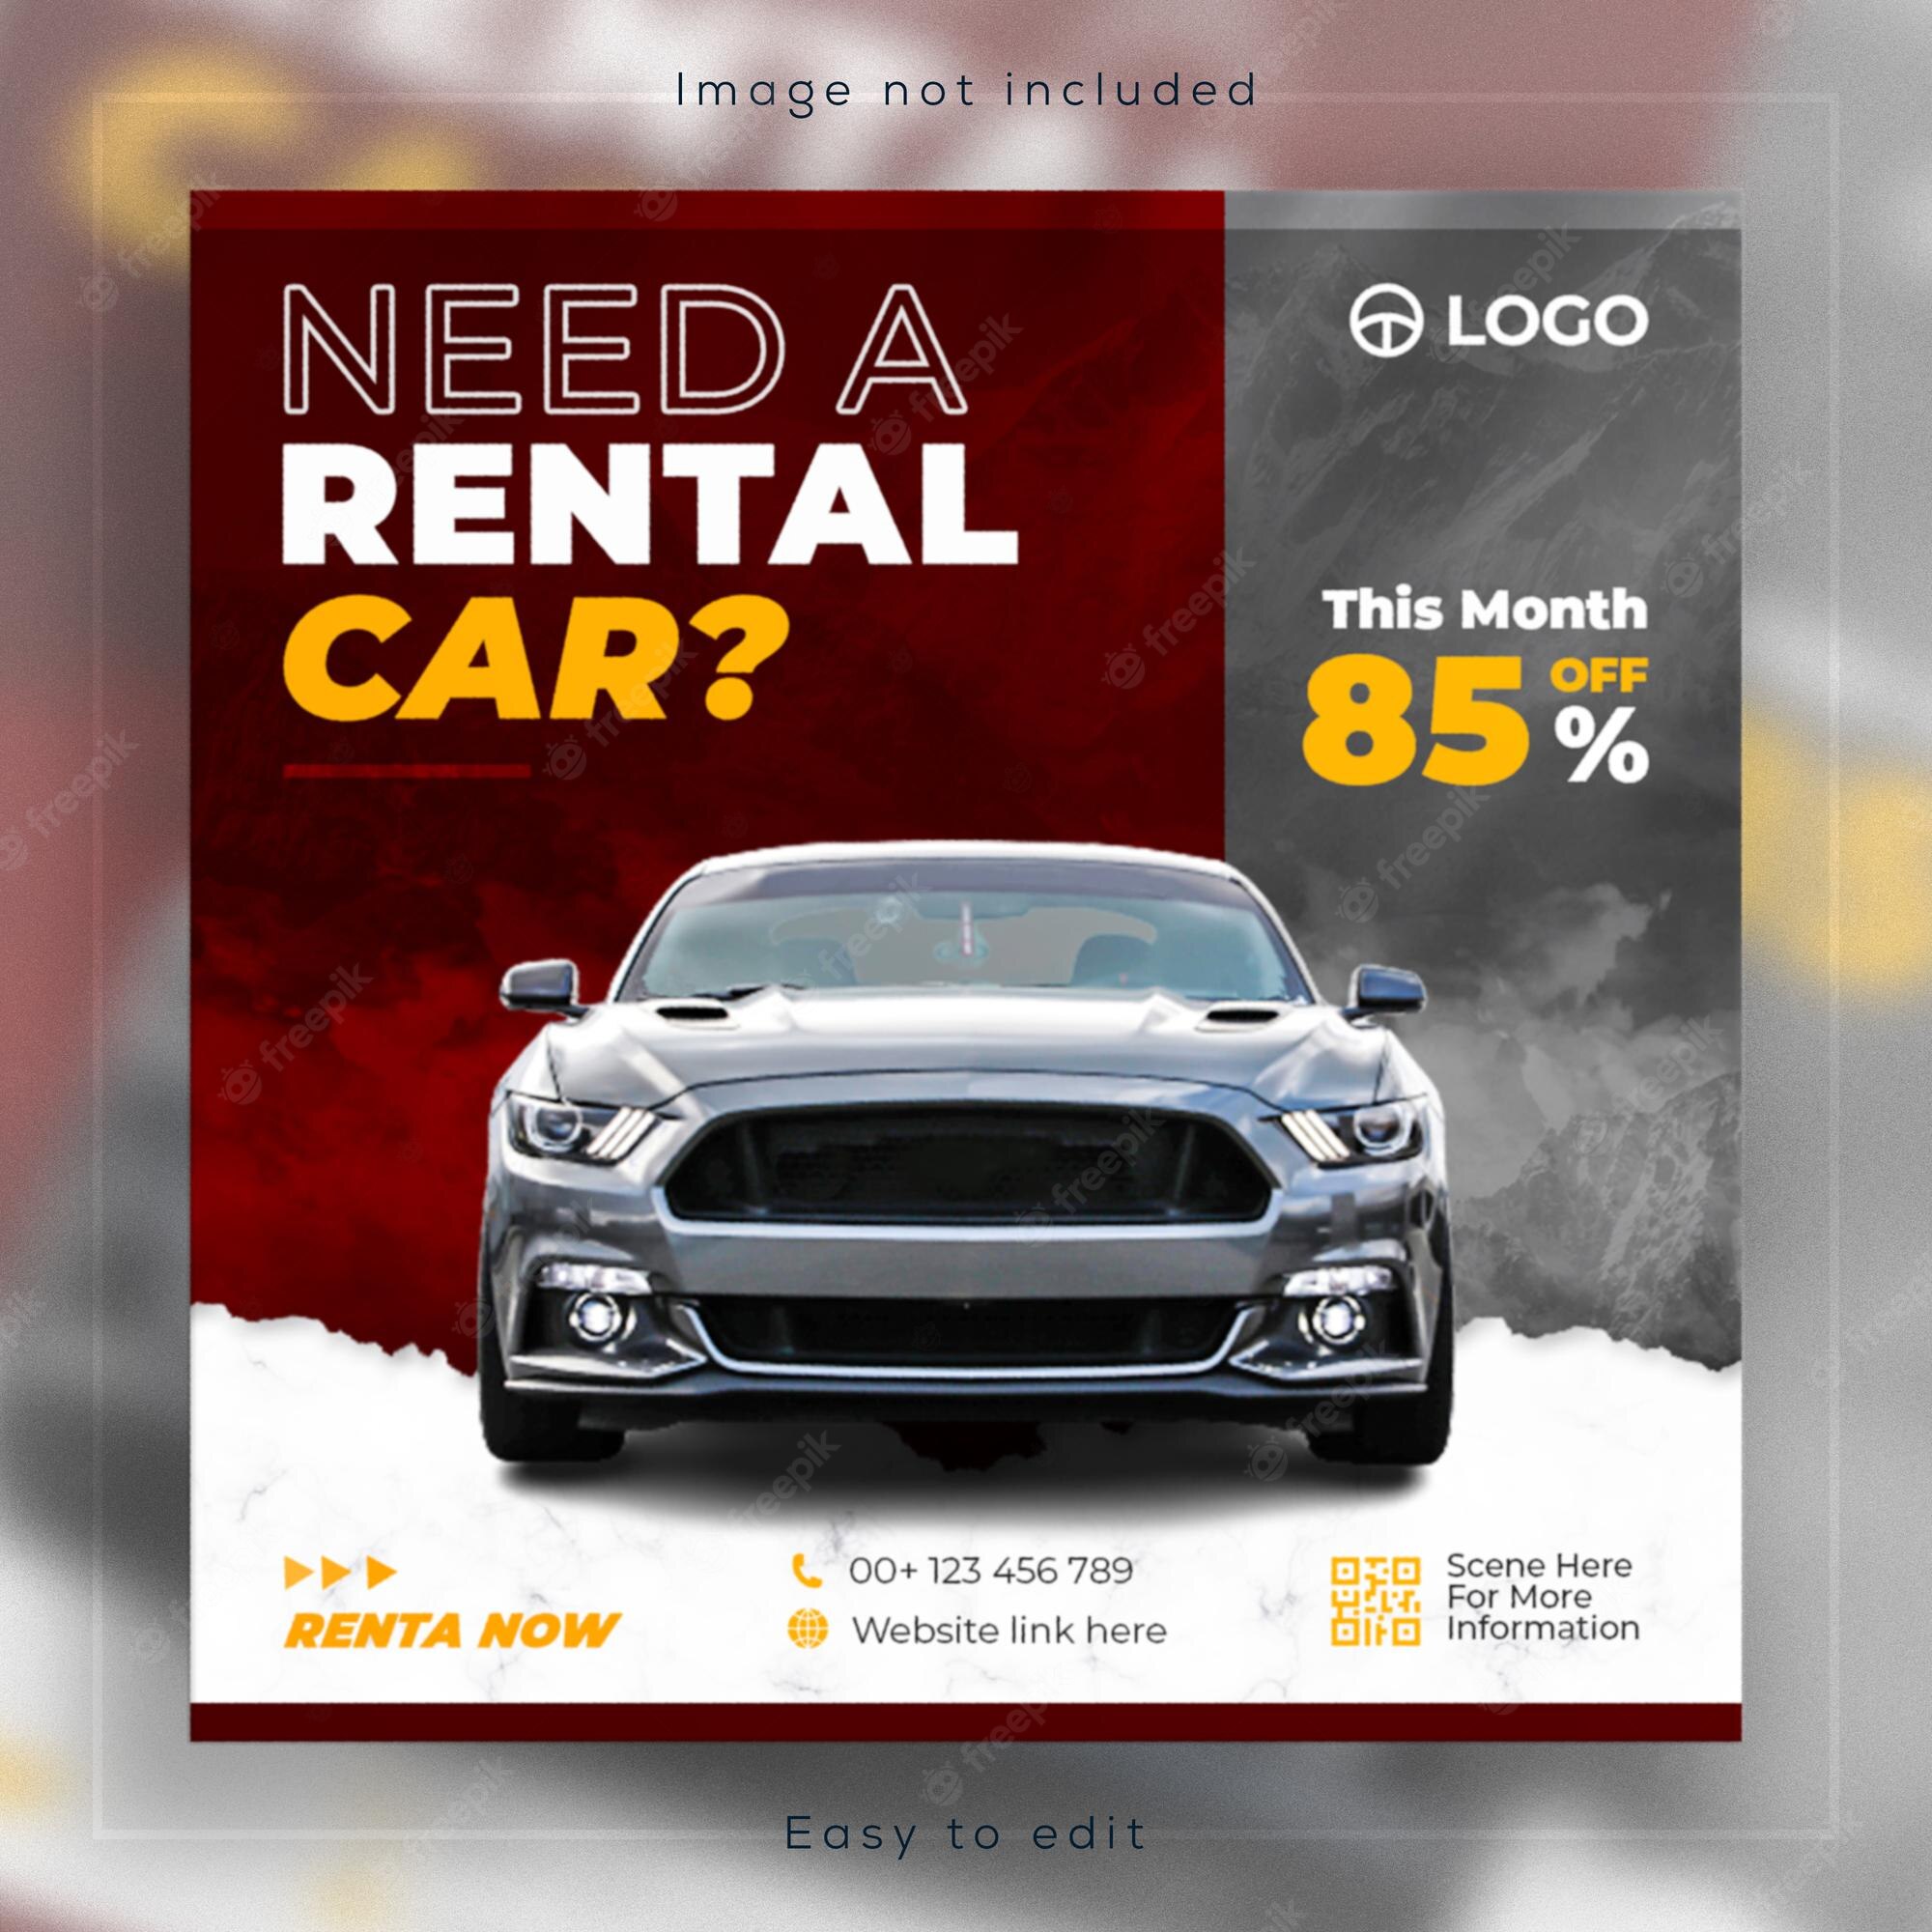 Image not included
NEED A
RENTAL
CAR?
LOGO
This Month
85 OFF
%
RENTA NOW
00+ 123 456 789
Website link here
Scene Here
For More
Information
Easy to edit
freepik